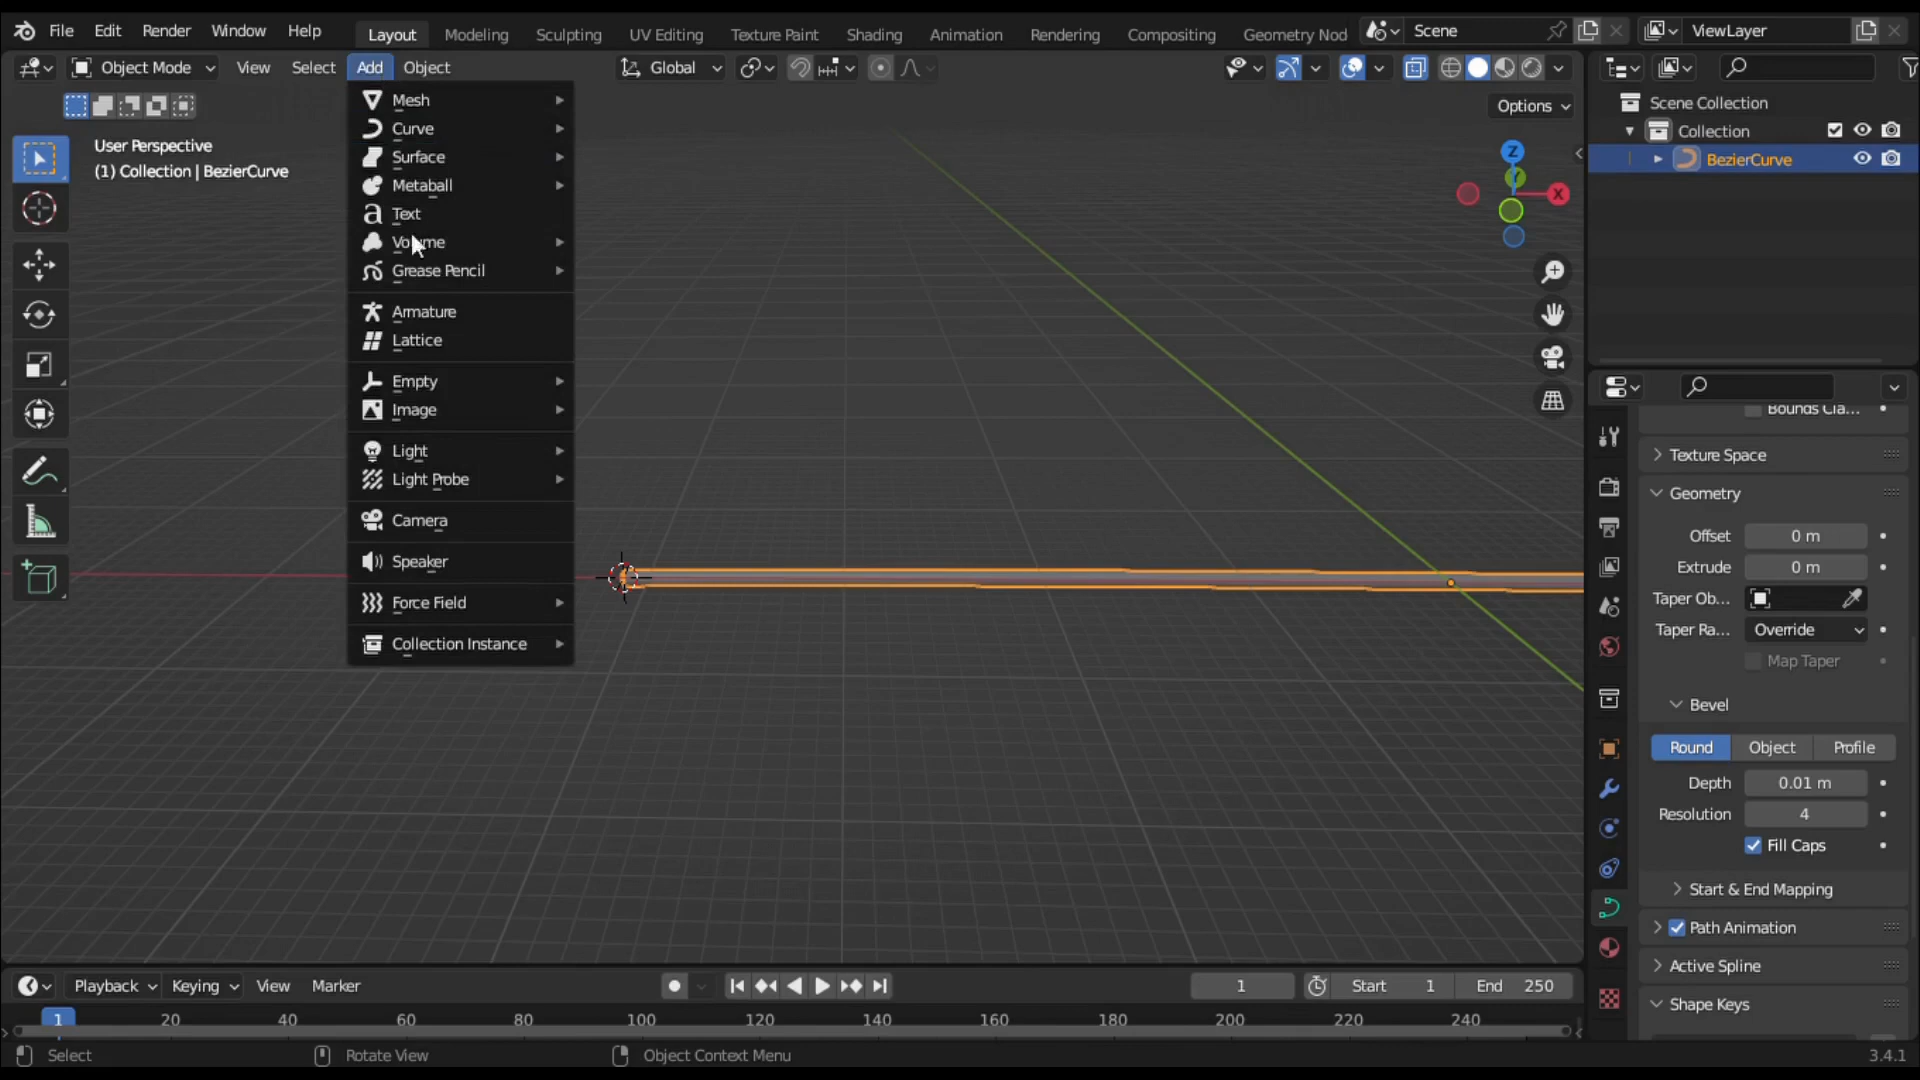 File Edit Render Window Help Layout Modeling Sculpting UV Editing Texture Paint Shading Animation Rendering Compositing Geometry Nod Scene ViewLayer
Object Mode View Select Add Object Global
Options
User Perspective
(1) Collection | BezierCurve
Mesh
Curve
Surface
Metaball
Text
Volume
Grease Pencil
Armature
Lattice
Empty
Image
Light
Light Probe
Camera
Speaker
Force Field
Collection Instance
Z
Y
X
Scene Collection
Collection
BezierCurve
Bounds Cla...
Texture Space
Geometry
Offset 0 m
Extrude 0 m
Taper Ob...
Taper Ra... Override
Map Taper
Bevel
Round Object Profile
Depth 0.01 m
Resolution 4
Fill Caps
Start & End Mapping
Path Animation
Active Spline
Shape Keys
Playback Keying View Marker 1 Start 1 End 250
1 20 40 60 80 100 120 140 160 180 200 220 240
Select Rotate View Object Context Menu 3.4.1